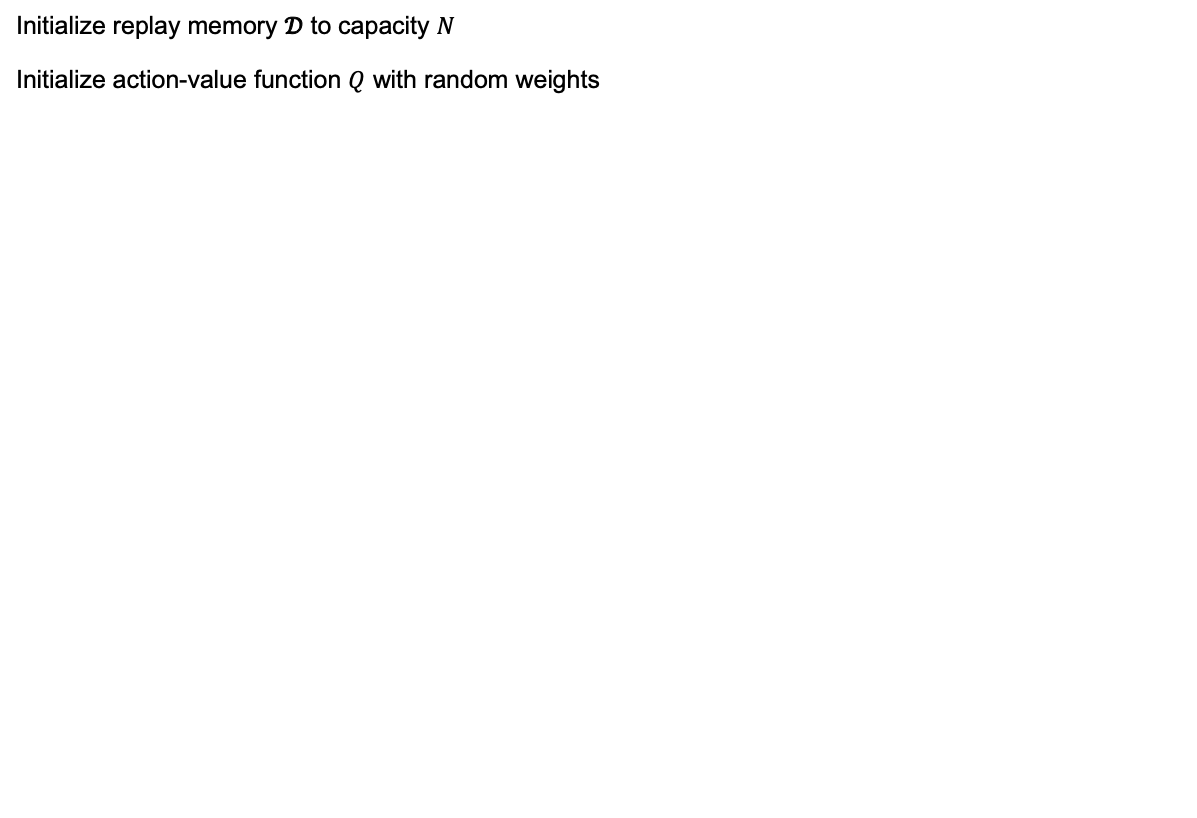 Initialize replay memory 𝓓 to capacity 𝑁
Initialize action-value function 𝑄 with random weights